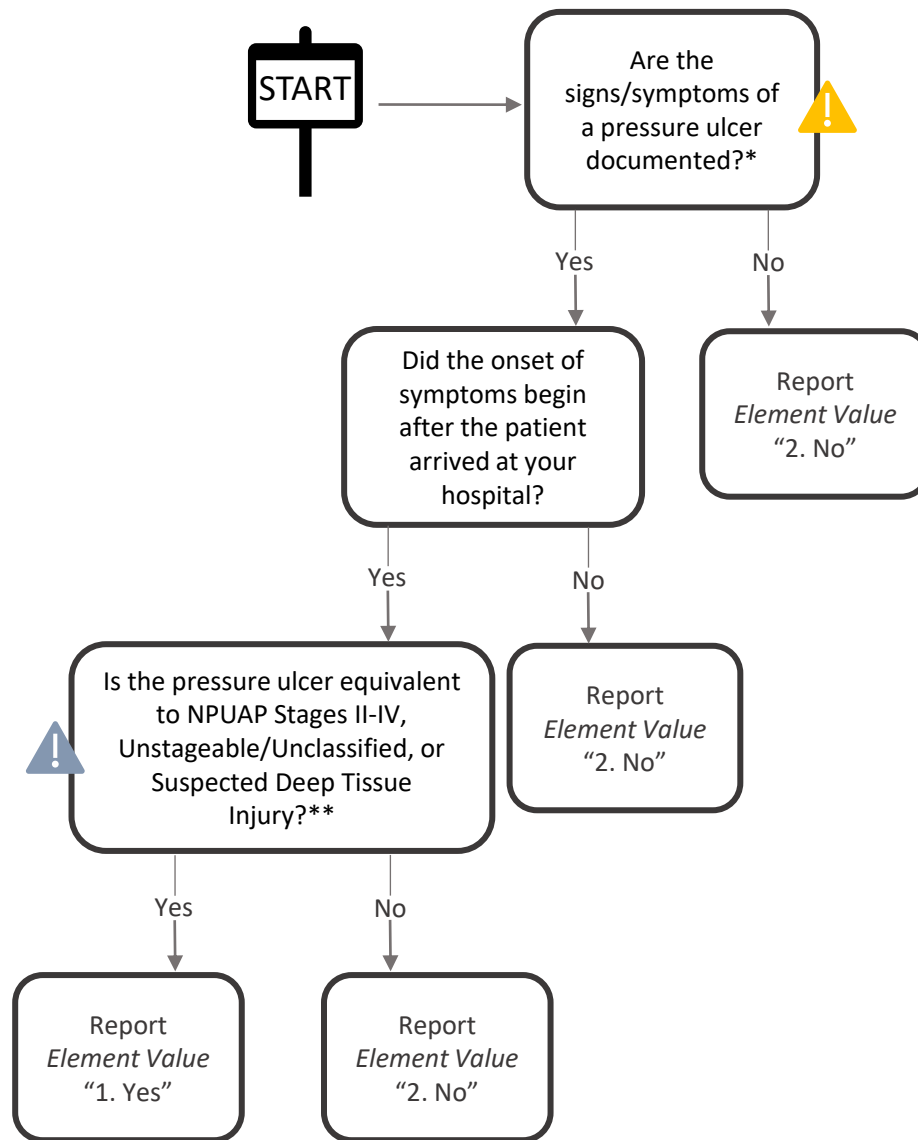 START
Are the
signs/symptoms of
a pressure ulcer
documented?*
Yes
No
Did the onset of
symptoms begin
after the patient
arrived at your
hospital?
Report
Element Value
“2. No”
Yes
No
Is the pressure ulcer equivalent
to NPUAP Stages II-IV,
Unstageable/Unclassified, or
Suspected Deep Tissue
Injury?**
Report
Element Value
“2. No”
Yes
No
Report
Element Value
“1. Yes”
Report
Element Value
“2. No”